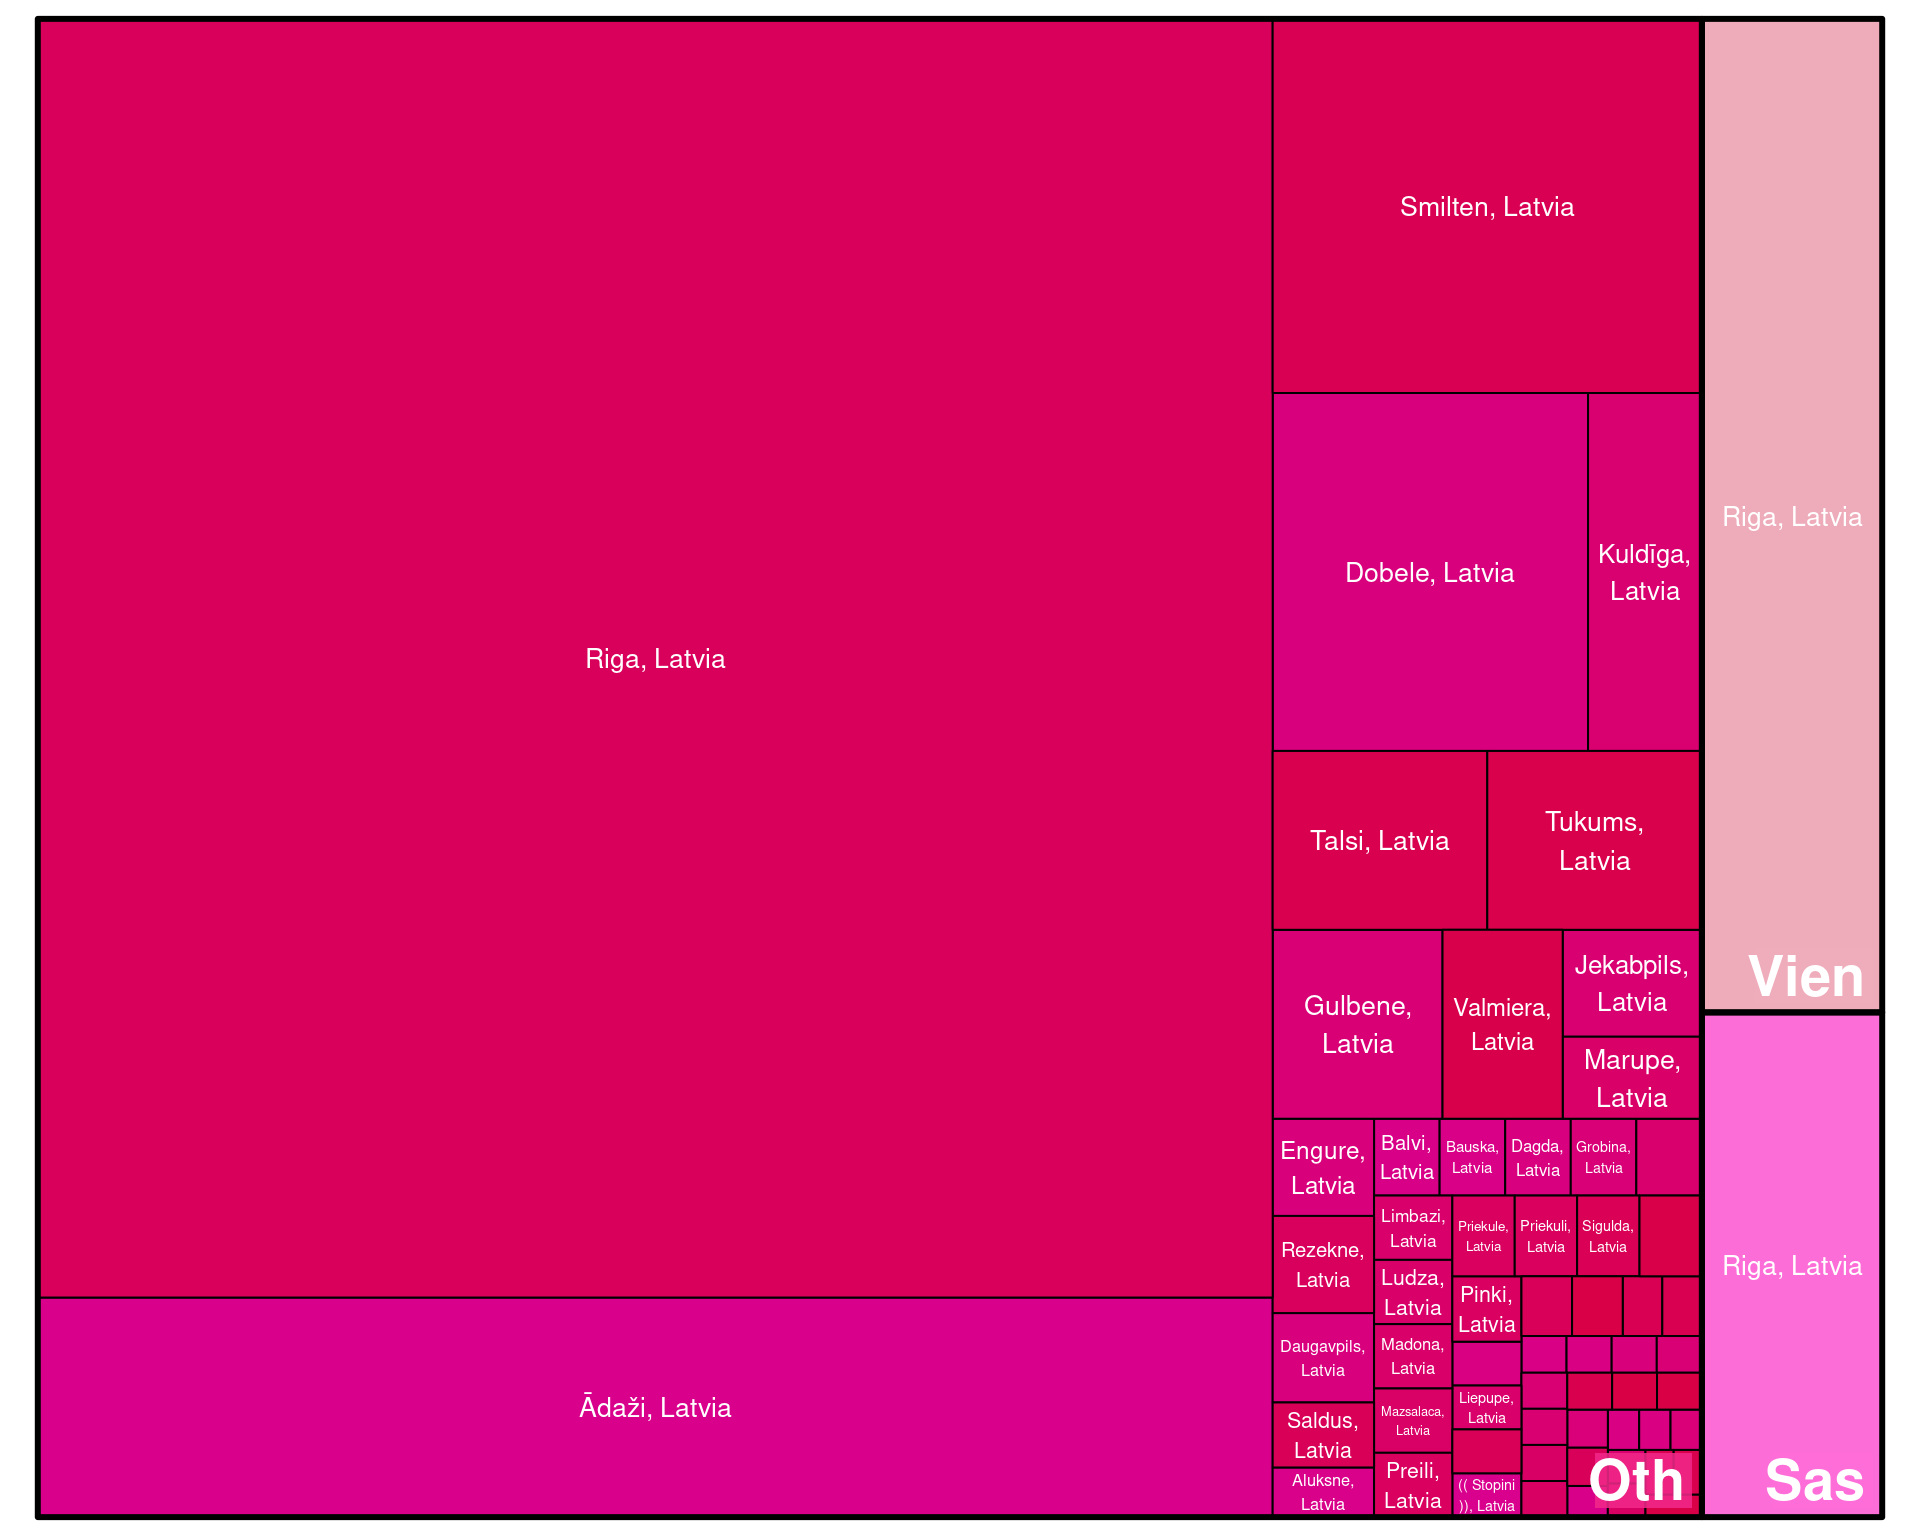 Riga, Latvia
Ādaži, Latvia
Smilten, Latvia
Dobele, Latvia
Kuldīga,
Latvia
Talsi, Latvia
Tukums,
Latvia
Gulbene,
Latvia
Valmiera,
Latvia
Jekabpils,
Latvia
Marupe,
Latvia
Engure,
Latvia
Rezekne,
Latvia
Daugavpils,
Latvia
Saldus,
Latvia
Aluksne,
Latvia
Balvi,
Latvia
Bauska,
Latvia
Dagda,
Latvia
Grobina,
Latvia
Limbazi,
Latvia
Ludza,
Latvia
Madona,
Latvia
Mazsalaca,
Latvia
Preili,
Latvia
Priekule,
Latvia
Priekuli,
Latvia
Sigulda,
Latvia
Pinki,
Latvia
Liepupe,
Latvia
(( Stopini
)), Latvia
Oth
Riga, Latvia
Vien
Riga, Latvia
Sas